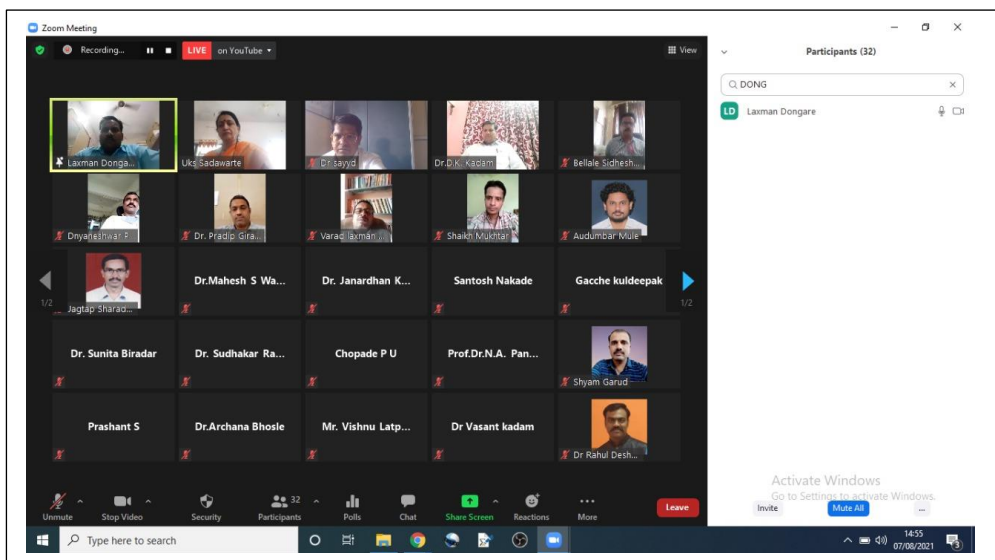 Zoom Meeting
Recording...
LIVE on YouTube
View
Participants (32)
DONG
LD Laxman Dongare
Laxman Donga...
Uks Sadawarte
Dr sayyd
Dr.D.K. Kadam
Bellale Sidhesh...
Dnyaneshwar P
Dr. Pradip Gira...
Varad laxman
Shaikh Mukhtar
Audumbar Mule
Jagtap Sharad...
Dr.Mahesh S Wa...
Dr. Janardhan K...
Santosh Nakade
Gacche kuldeepak
1/2
1/2
Dr. Sunita Biradar
Dr. Sudhakar Ra...
Chopade P U
Prof.Dr.N.A. Pan...
Shyam Garud
Prashant S
Dr.Archana Bhosle
Mr. Vishnu Latp...
Dr Vasant kadam
Dr Rahul Desh...
Unmute
Stop Video
Security
Participants
32
Polls
Chat
Share Screen
Reactions
More
Leave
Activate Windows
Go to Settings to activate Windows.
Invite
Mute All
...
Type here to search
14:55
07/08/2021
3